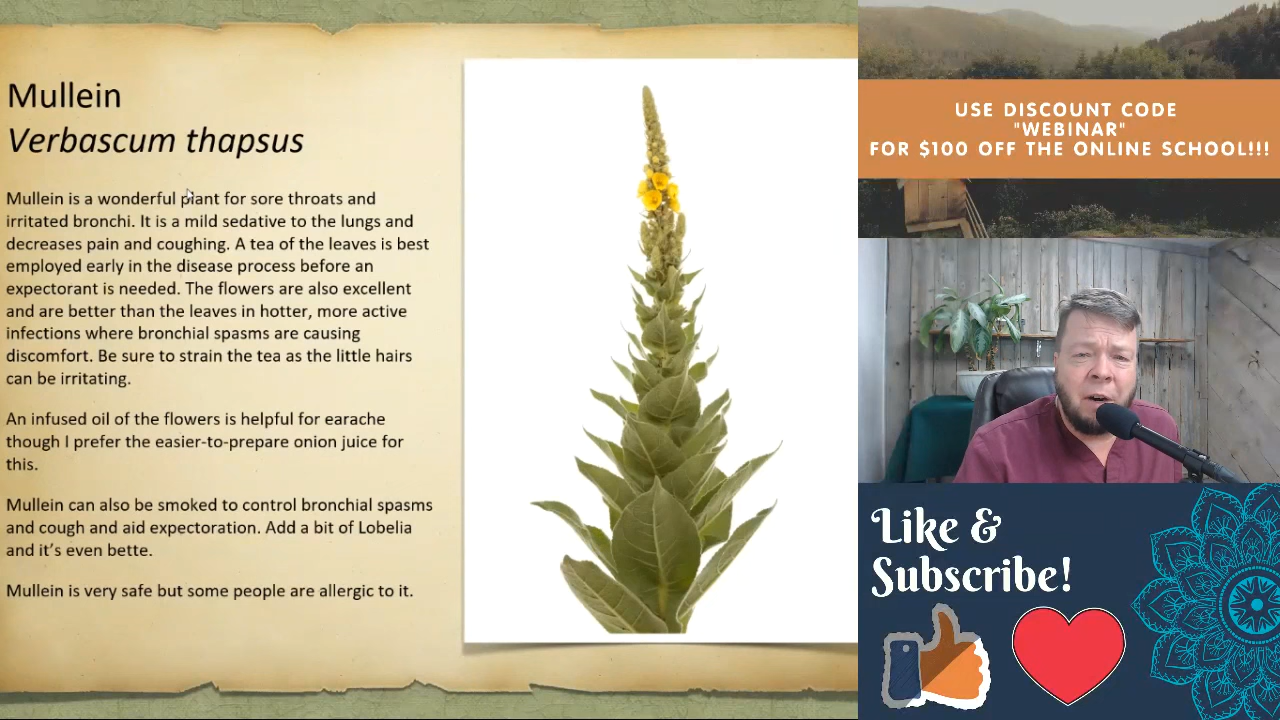 Mullein
Verbascum thapsus
Mullein is a wonderful plant for sore throats and
irritated bronchi. It is a mild sedative to the lungs and
decreases pain and coughing. A tea of the leaves is best
employed early in the disease process before an
expectorant is needed. The flowers are also excellent
and are better than the leaves in hotter, more active
infections where bronchial spasms are causing
discomfort. Be sure to strain the tea as the little hairs
can be irritating.
An infused oil of the flowers is helpful for earache
though I prefer the easier-to-prepare onion juice for
this.
Mullein can also be smoked to control bronchial spasms
and cough and aid expectoration. Add a bit of Lobelia
and it's even bette.
Mullein is very safe but some people are allergic to it.
USE DISCOUNT CODE
"WEBINAR"
FOR $100 OFF THE ONLINE SCHOOL!!!
Like &
Subscribe!